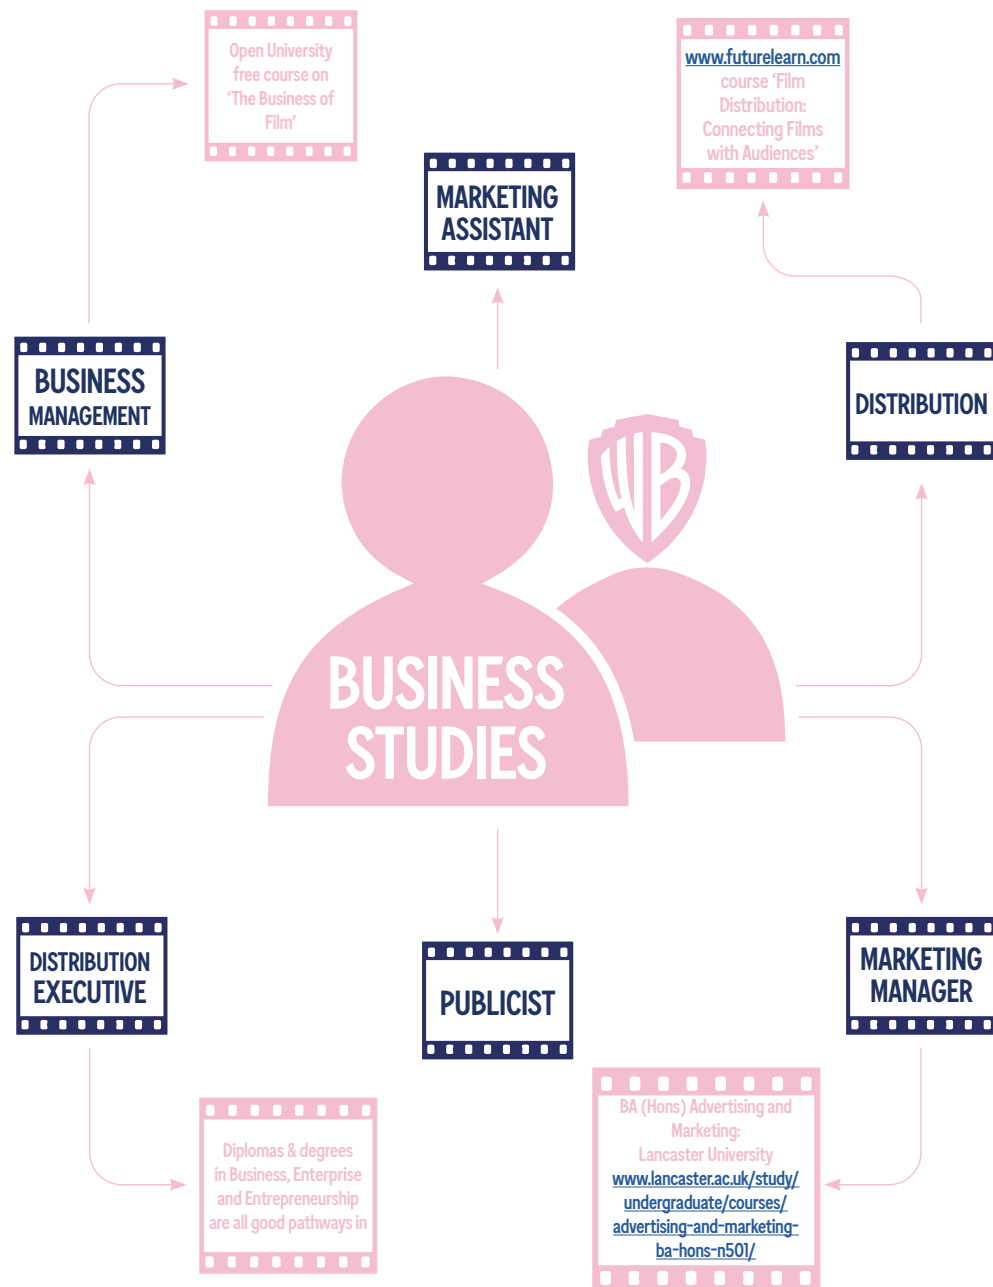 Open University
free course on
‘The Business of
Film’
www.futurelearn.com
course ‘Film
Distribution:
Connecting Films
with Audiences’
MARKETING
ASSISTANT
BUSINESS
MANAGEMENT
DISTRIBUTION
WB
BUSINESS
STUDIES
DISTRIBUTION
EXECUTIVE
PUBLICIST
MARKETING
MANAGER
Diplomas & degrees
in Business, Enterprise
and Entrepreneurship
are all good pathways in
BA (Hons) Advertising and
Marketing:
Lancaster University
www.lancaster.ac.uk/study/
undergraduate/courses/
advertising-and-marketing-
ba-hons-n501/